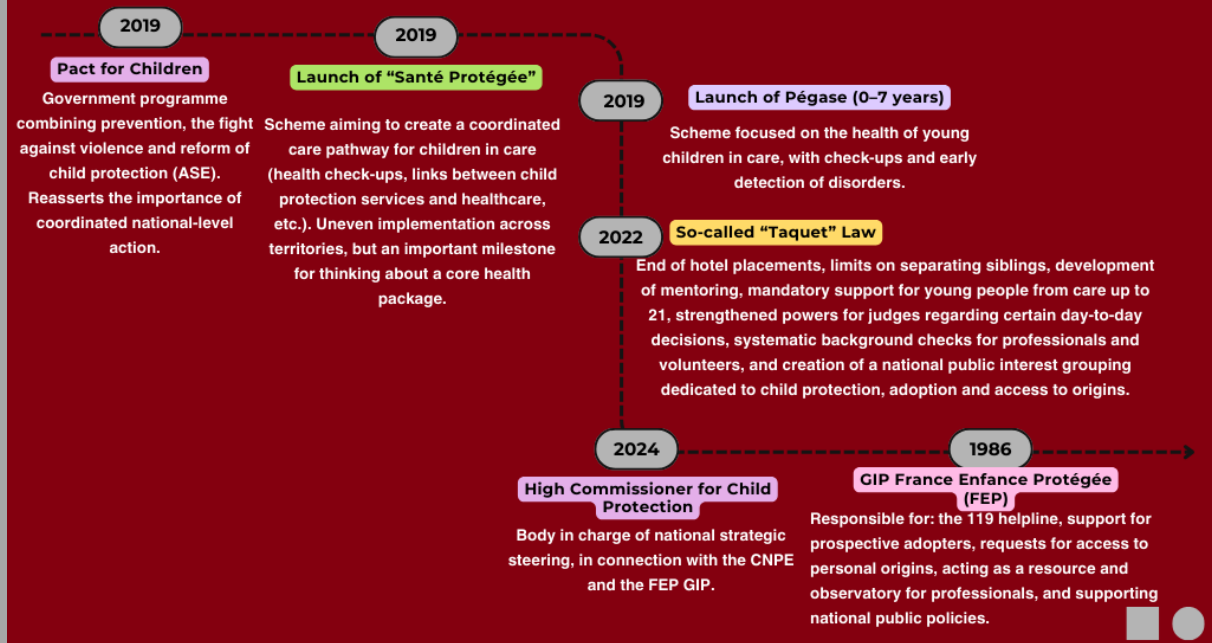 2019
Pact for Children
Government programme
combining prevention, the fight
against violence and reform of
child protection (ASE).
Reasserts the importance of
coordinated national-level
action.
2019
Launch of “Santé Protégée”
Scheme aiming to create a coordinated
care pathway for children in care
(health check-ups, links between child
protection services and healthcare,
etc.). Uneven implementation across
territories, but an important milestone
for thinking about a core health
package.
2019
Launch of Pégase (0–7 years)
Scheme focused on the health of young
children in care, with check-ups and early
detection of disorders.
2022
So-called “Taquet” Law
End of hotel placements, limits on separating siblings, development
of mentoring, mandatory support for young people from care up to
21, strengthened powers for judges regarding certain day-to-day
decisions, systematic background checks for professionals and
volunteers, and creation of a national public interest grouping
dedicated to child protection, adoption and access to origins.
2024
High Commissioner for Child
Protection
Body in charge of national strategic
steering, in connection with the CNPE
and the FEP GIP.
1986
GIP France Enfance Protégée
(FEP)
Responsible for: the 119 helpline, support for
prospective adopters, requests for access to
personal origins, acting as a resource and
observatory for professionals, and supporting
national public policies.